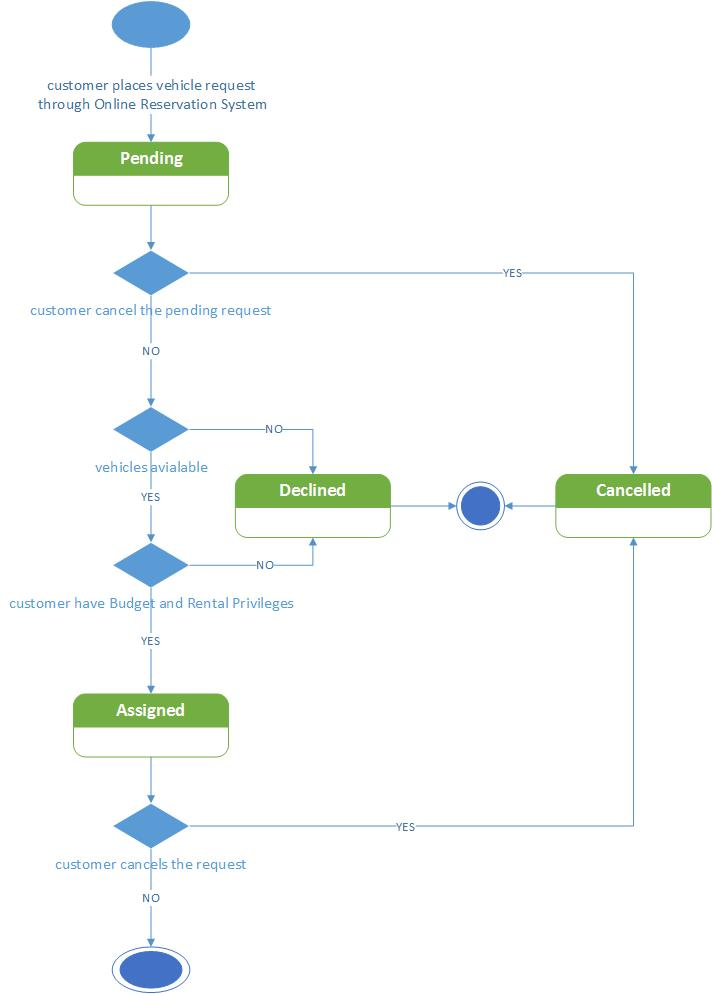 customer places vehicle request
through Online Reservation System
Pending
YES
customer cancel the pending request
NO
NO
vehicles avialable
YES
Declined
Cancelled
NO
customer have Budget and Rental Privileges
YES
Assigned
YES
customer cancels the request
NO